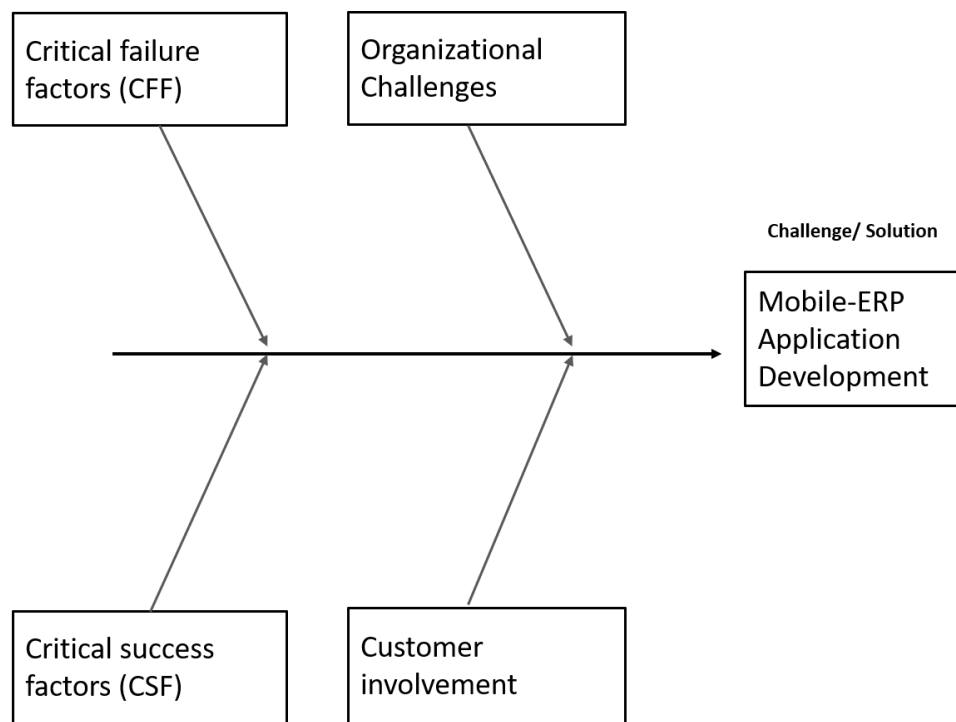 Critical failure
factors (CFF)
Organizational
Challenges
Challenge/ Solution
Mobile-ERP
Application
Development
Critical success
factors (CSF)
Customer
involvement